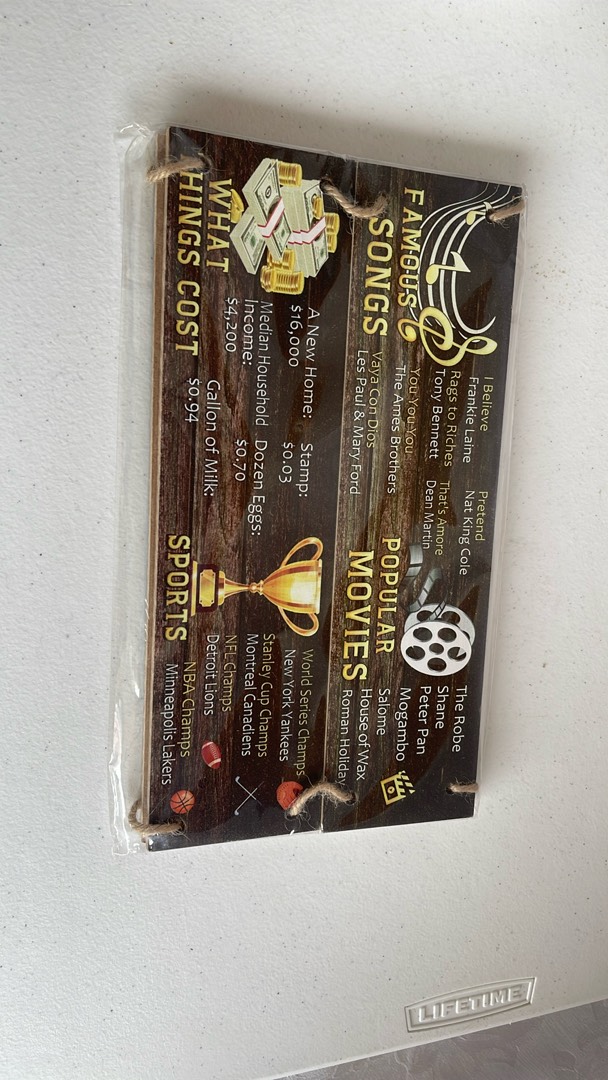 FAMOUS
SONGS
I Believe
Frankie Laine
Rags to Riches
Tony Bennett
You You You
The Ames Brothers
Vaya Con Dios
Les Paul & Mary Ford
Pretend
Nat King Cole
That's Amore
Dean Martin
POPULAR
MOVIES
The Robe
Shane
Peter Pan
Mogambo
Salome
House of Wax
Roman Holiday
WHAT
HINGS COST
A New Home:
$16,000
Median Household
Income:
$4,200
Gallon of Milk:
$0.94
Stamp:
$0.03
Dozen Eggs:
$0.70
SPORTS
World Series Champs
New York Yankees
Stanley Cup Champs
Montreal Canadiens
NFL Champs
Detroit Lions
NBA Champs
Minneapolis Lakers
LIFETIME